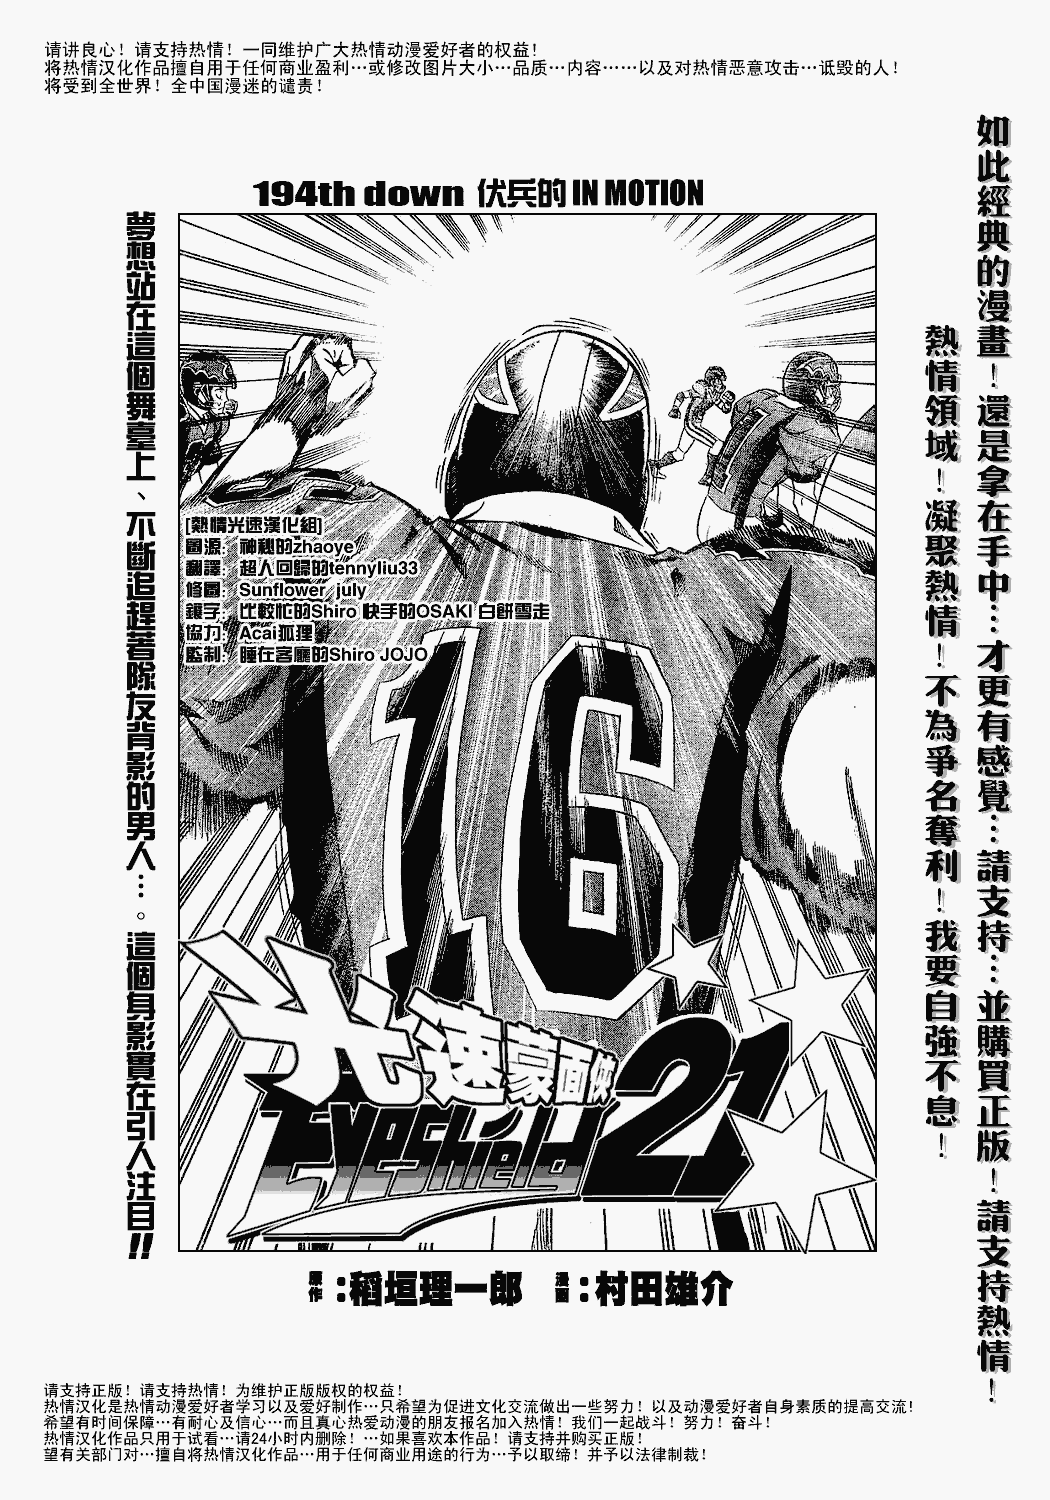 请讲良心！请支持热情！一同维护广大热情动漫爱好者的权益！
将热情汉化作品擅自用于任何商业盈利…或修改图片大小…品质…内容……以及对热情恶意攻击…诋毁的人！
将受到全世界！全中国漫迷的谴责！
如此經典的漫畫！還是拿在手中…才更有感覺…請支持…並購買正版！請支持熱情！
熱情領域！凝聚熱情！不為爭名奪利！我要自強不息！
194th down 伏兵的 IN MOTION
夢想站在這個舞臺上、不斷追趕著隊友背影的男人…。這個身影實在引人注目!!
[熱情光速漢化組]
圖源：神秘的zhaoye
翻譯：超人回歸的tennyliu33
修圖：Sunflower july
鑲字：比較忙的Shiro 快手的OSAKI 白餅雪走
協力：Acai狐狸
監制：睡在客廳的Shiro JOJO
16
光速蒙面俠 21
Eyeshield
原作：稻垣理一郎 漫畫：村田雄介
请支持正版！请支持热情！为维护正版版权的权益！
热情汉化是热情动漫爱好者学习以及爱好制作…只希望为促进文化交流做出一些努力！以及动漫爱好者自身素质的提高交流！
希望有时间保障…有耐心及信心…而且真心热爱动漫的朋友报名加入热情！我们一起战斗！努力！奋斗！
热情汉化作品只用于试看…请24小时内删除！…如果喜欢本作品！请支持并购买正版！
望有关部门对…擅自将热情汉化作品…用于任何商业用途的行为…予以取缔！并予以法律制裁！